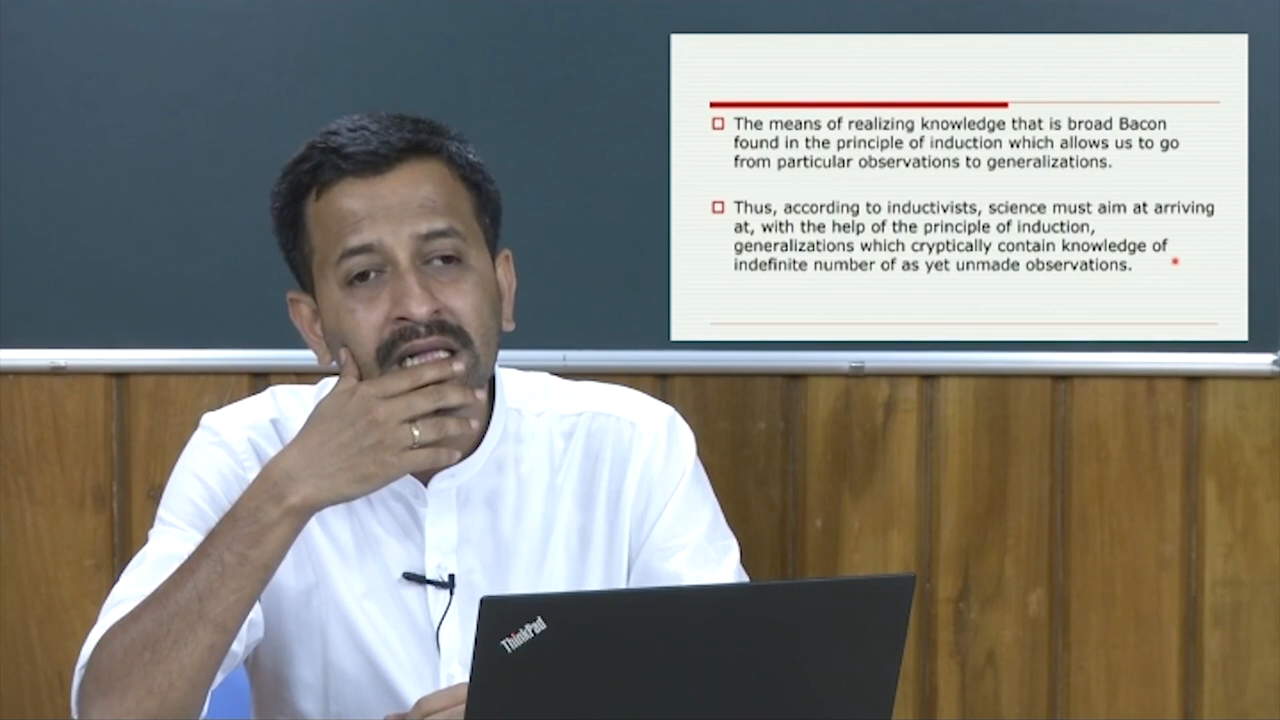 The means of realizing knowledge that is broad Bacon
found in the principle of induction which allows us to go
from particular observations to generalizations.
Thus, according to inductivists, science must aim at arriving
at, with the help of the principle of induction,
generalizations which cryptically contain knowledge of
indefinite number of as yet unmade observations.
ThinkPad